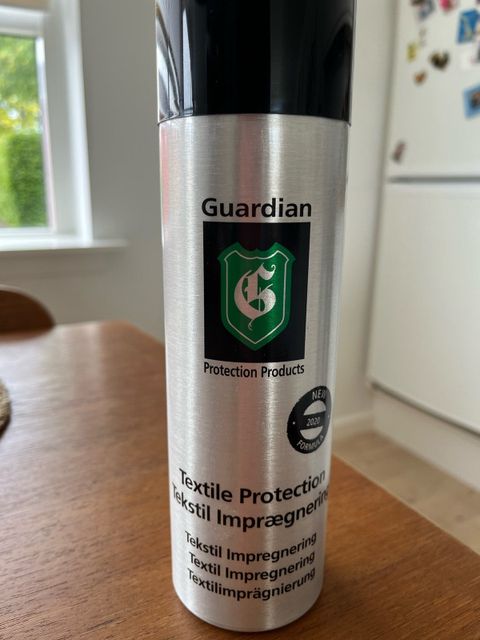 Guardian
G
Protection Products
NEW
2020
FORMULA
Textile Protection
Tekstil Imprægnering
Tekstil Impregnering
Textil Impregnering
Textilimprägnierung